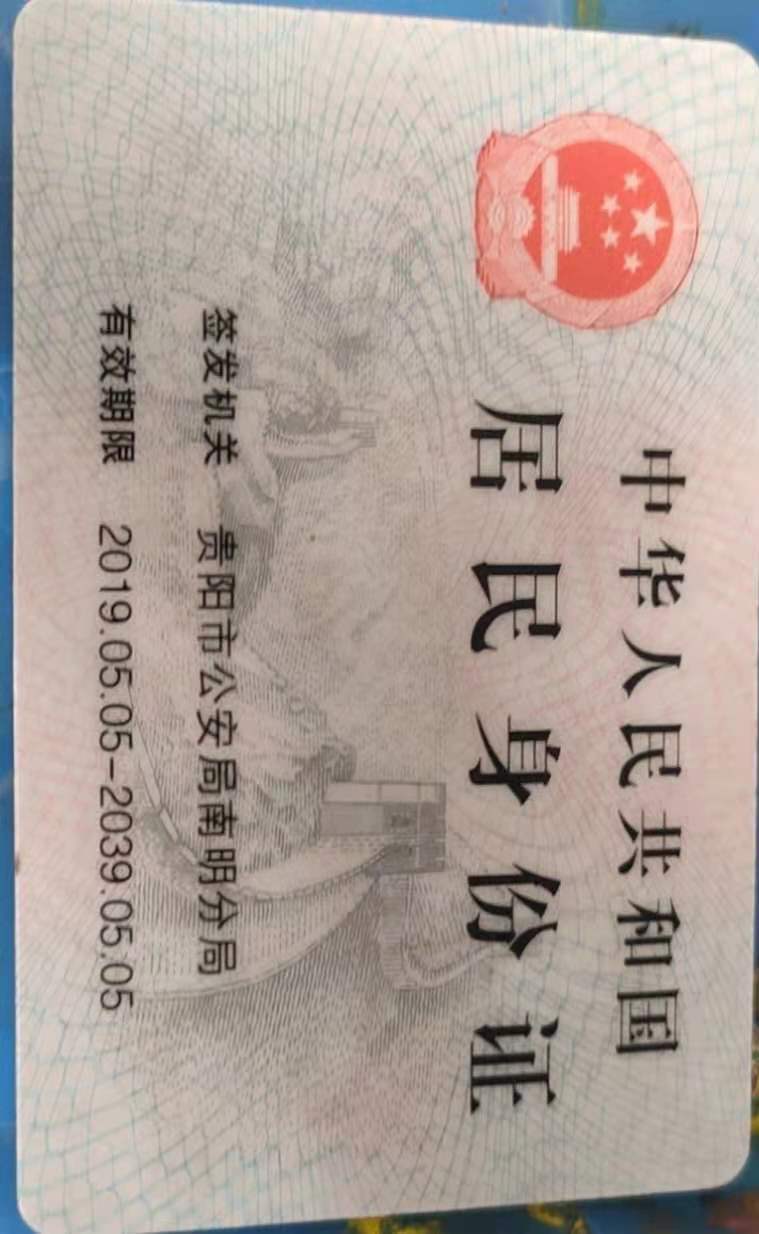 中华人民共和国
居民身份证
签发机关 贵阳市公安局南明分局
有效期限 2019.05.05-2039.05.05